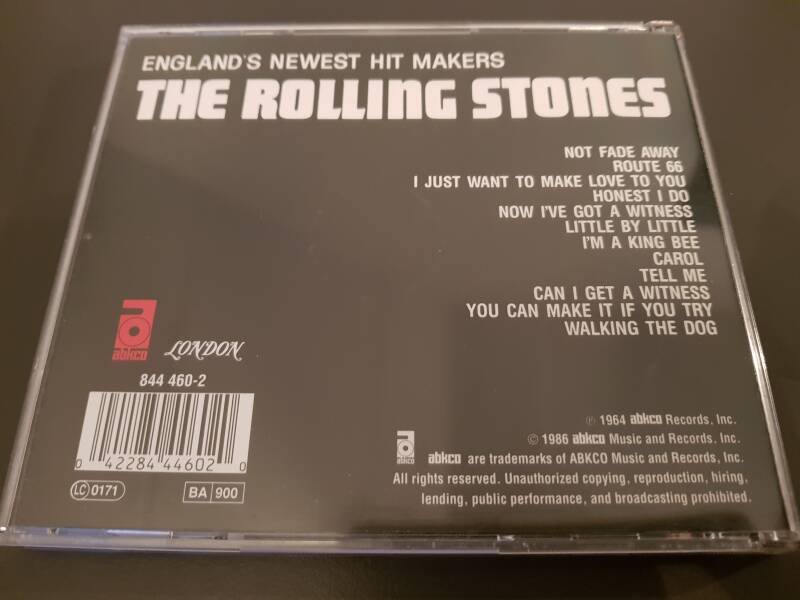 ENGLAND'S NEWEST HIT MAKERS
THE ROLLING STONES
NOT FADE AWAY
ROUTE 66
I JUST WANT TO MAKE LOVE TO YOU
HONEST I DO
NOW I'VE GOT A WITNESS
LITTLE BY LITTLE
I'M A KING BEE
CAROL
TELL ME
CAN I GET A WITNESS
YOU CAN MAKE IT IF YOU TRY
WALKING THE DOG
abkco
LONDON
844 460-2
0 42284 44602 0
LC 0171
BA 900
℗ 1964 abkco Records, Inc.
© 1986 abkco Music and Records, Inc.
abkco abkco are trademarks of ABKCO Music and Records, Inc.
All rights reserved. Unauthorized copying, reproduction, hiring,
lending, public performance, and broadcasting prohibited.